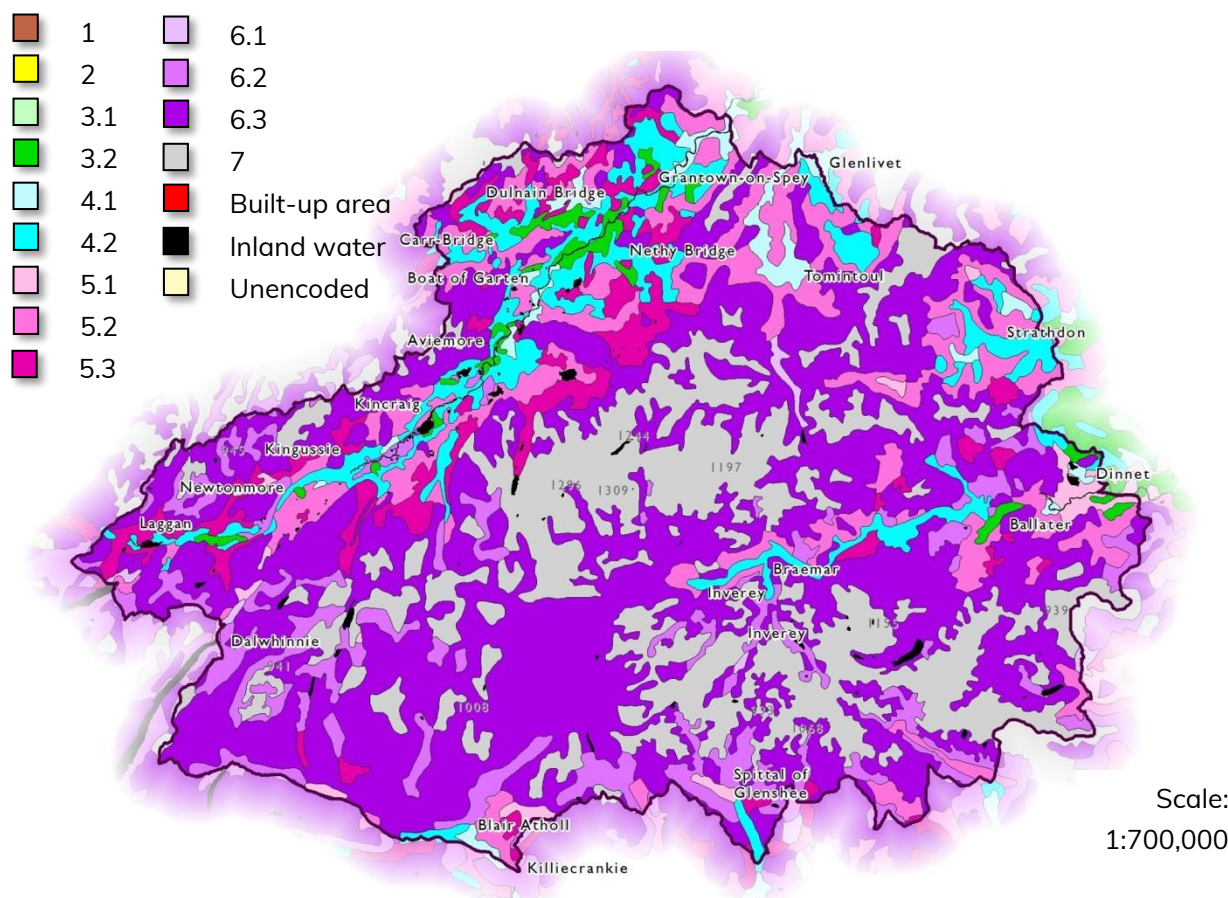 1
2
3.1
3.2
4.1
4.2
5.1
5.2
5.3
6.1
6.2
6.3
7
Built-up area
Inland water
Unencoded
Glenlivet
Grantown-on-Spey
Dulnain Bridge
Carr-Bridge
Nethy Bridge
Boat of Garten
Tomintoul
Strathdon
Aviemore
Kincraig
1244
Kingussie
945
1197
Dinnet
Newtonmore
1296
1309
Laggan
Ballater
Braemar
Inverey
939
1155
Inverey
Dalwhinnie
941
1008
1068
Spittal of
Glenshee
Blair Atholl
Killiecrankie
Scale:
1:700,000